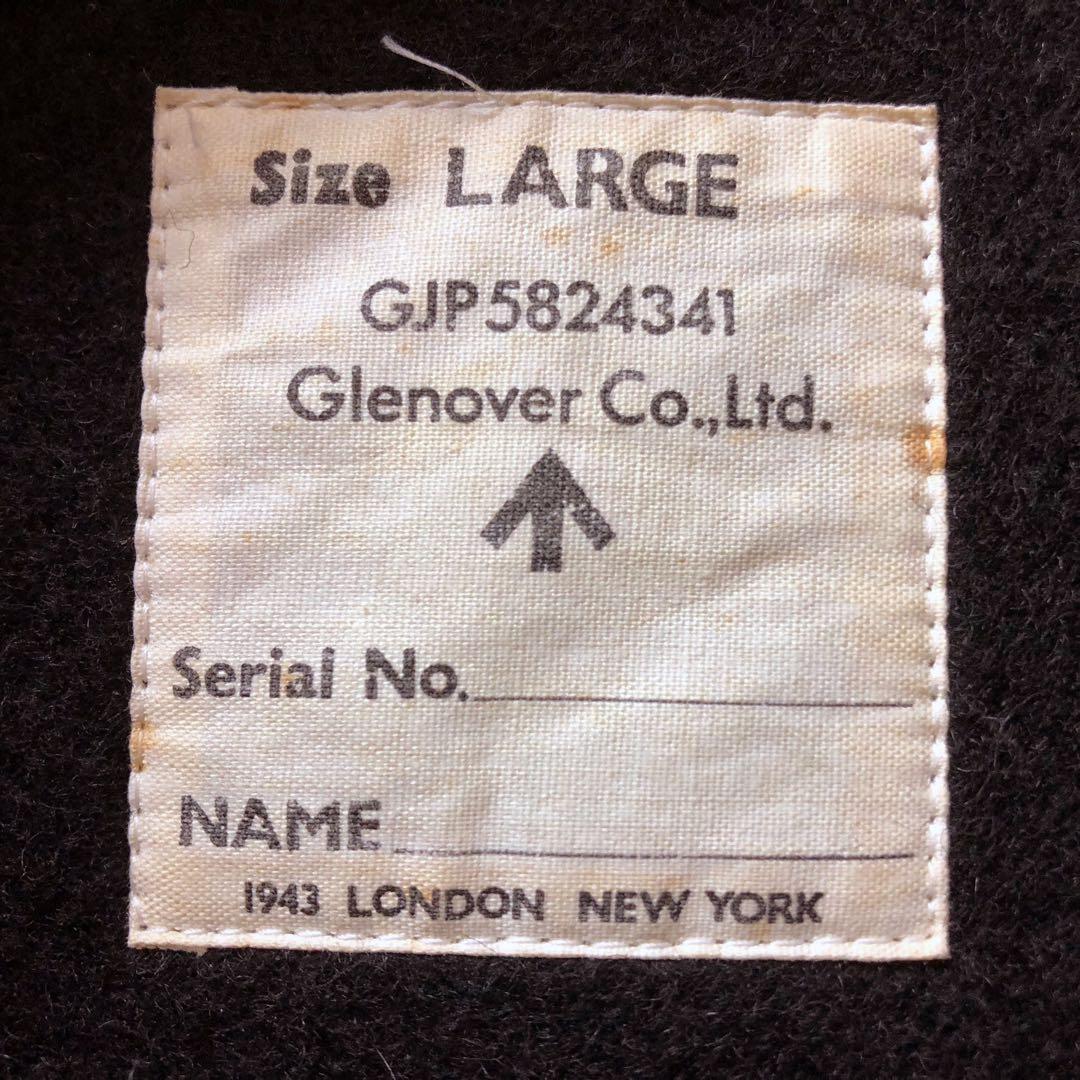 Size LARGE
GJP5824341
Glenover Co.,Ltd.
Serial No.
NAME
1943 LONDON NEW YORK